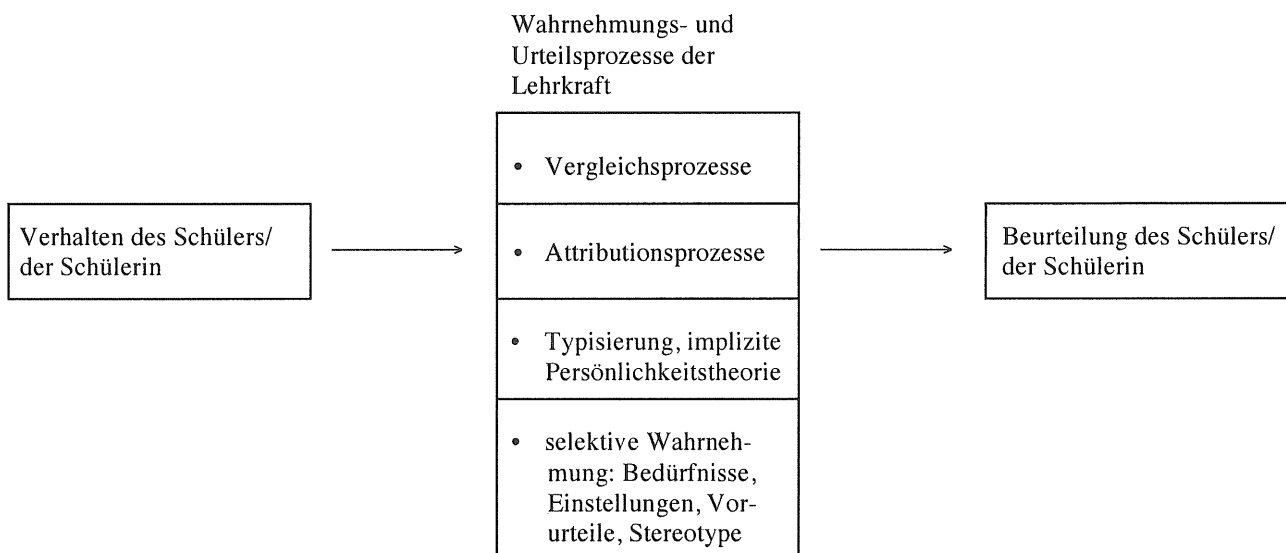 Wahrnehmungs- und
Urteilsprozesse der
Lehrkraft
• Vergleichsprozesse
Verhalten des Schülers/
der Schülerin
• Attributionsprozesse
Beurteilung des Schülers/
der Schülerin
• Typisierung, implizite
Persönlichkeitstheorie
• selektive Wahrneh-
mung: Bedürfnisse,
Einstellungen, Vor-
urteile, Stereotype